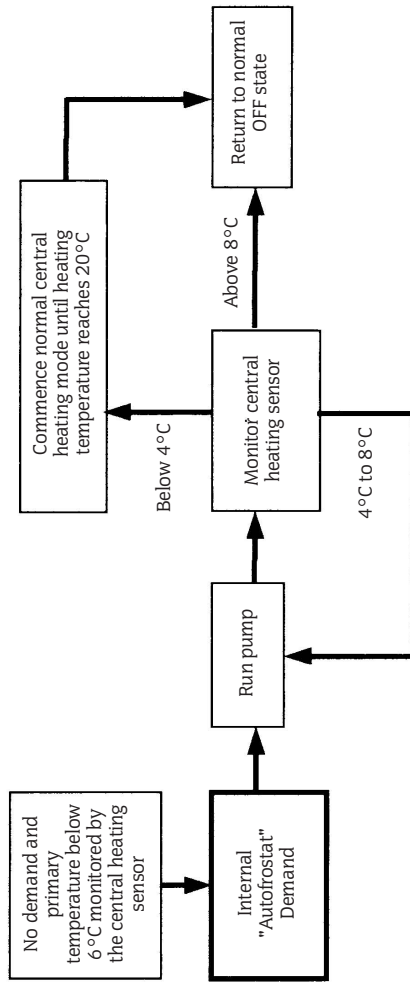 No demand and
primary
temperature below
6°C monitored by
the central heating
sensor
Internal
"Autofrostat"
Demand
Run pump
Monitor central
heating sensor
Below 4°C
Commence normal central
heating mode until heating
temperature reaches 20°C
Above 8°C
4°C to 8°C
Return to normal
OFF state